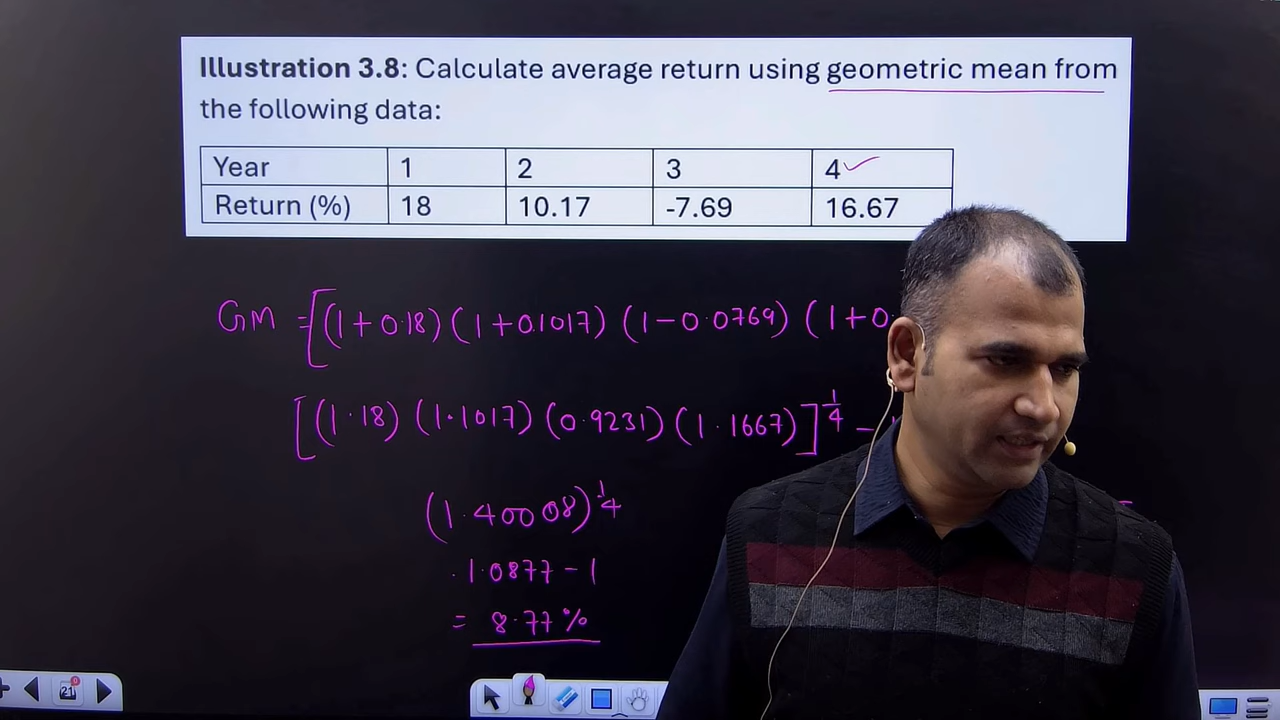 Illustration 3.8: Calculate average return using geometric mean from
the following data:
Year 1 2 3 4
Return (%) 18 10.17 -7.69 16.67
GM = [(1+0.18) (1+0.1017) (1-0.0769) (1+0.
[(1.18) (1.1017) (0.9231) (1.1667)]^1/4 -
(1.40008)^1/4
1.0877-1
= 8.77%
21